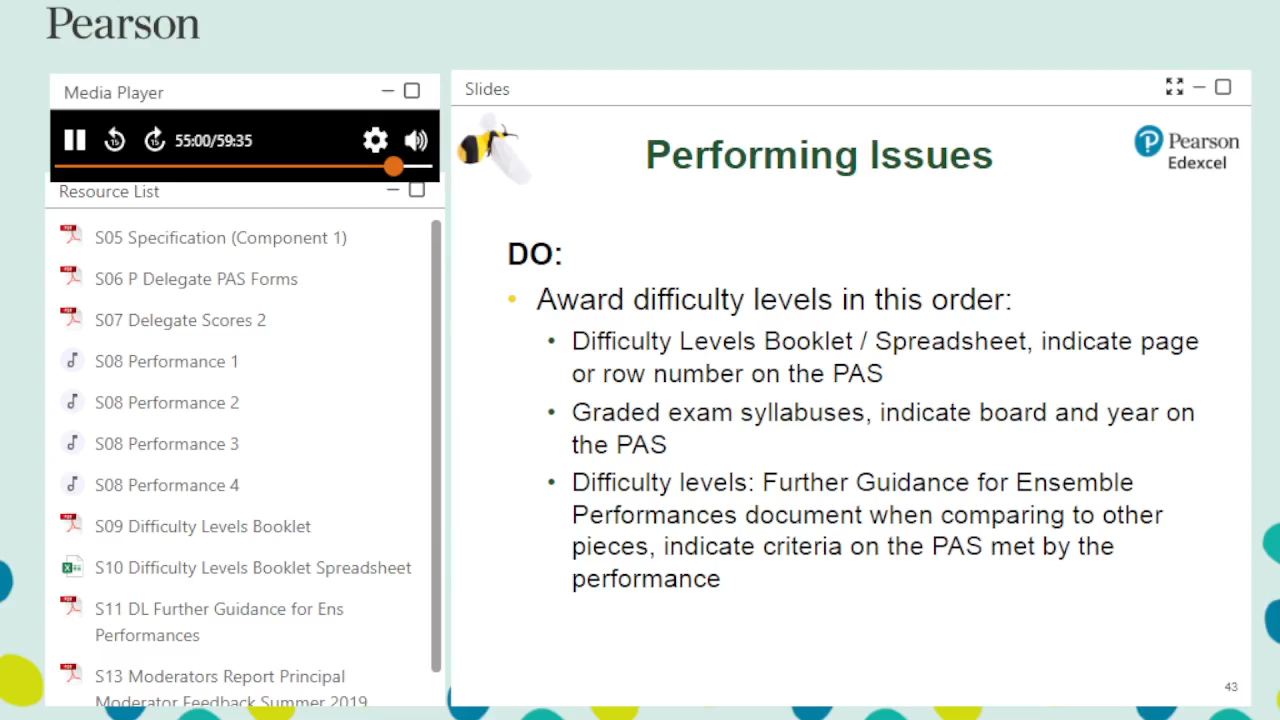 Pearson
Media Player
55:00/59:35
Resource List
S05 Specification (Component 1)
S06 P Delegate PAS Forms
S07 Delegate Scores 2
S08 Performance 1
S08 Performance 2
S08 Performance 3
S08 Performance 4
S09 Difficulty Levels Booklet
S10 Difficulty Levels Booklet Spreadsheet
S11 DL Further Guidance for Ens
Performances
S13 Moderators Report Principal
Moderator Feedback Summer 2019
Slides
Performing Issues
Pearson
Edexcel
DO:
Award difficulty levels in this order:
Difficulty Levels Booklet / Spreadsheet, indicate page
or row number on the PAS
Graded exam syllabuses, indicate board and year on
the PAS
Difficulty levels: Further Guidance for Ensemble
Performances document when comparing to other
pieces, indicate criteria on the PAS met by the
performance
43